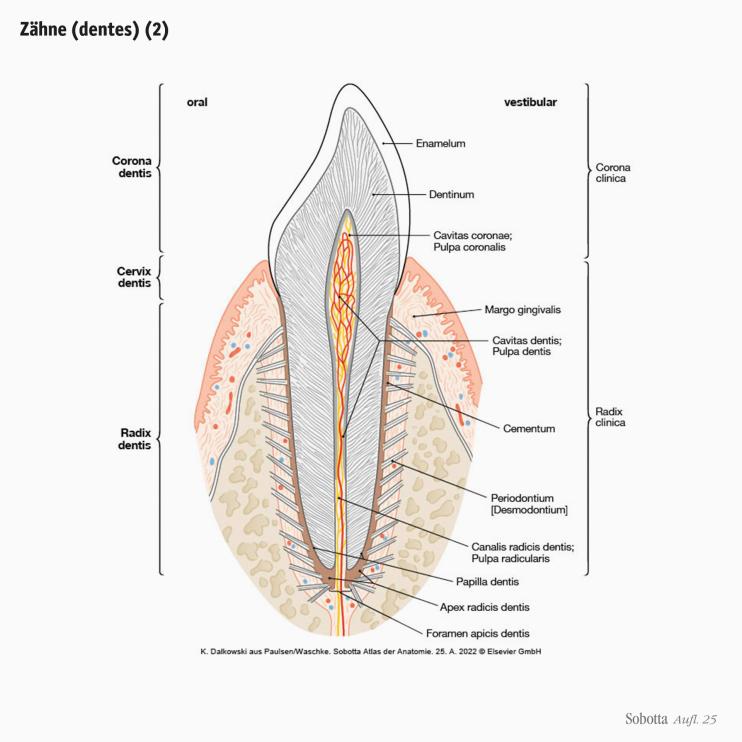 Zähne (dentes) (2)
oral
vestibular
Corona
dentis
Cervix
dentis
Radix
dentis
Enamelum
Dentinum
Cavitas coronae;
Pulpa coronalis
Margo gingivalis
Cavitas dentis;
Pulpa dentis
Cementum
Periodontium
[Desmodontium]
Canalis radicis dentis;
Pulpa radicularis
Papilla dentis
Apex radicis dentis
Foramen apicis dentis
Corona
clinica
Radix
clinica
K. Dalkowski aus Paulsen/Waschke. Sobotta Atlas der Anatomie. 25. A. 2022 © Elsevier GmbH
Sobotta Aufl. 25